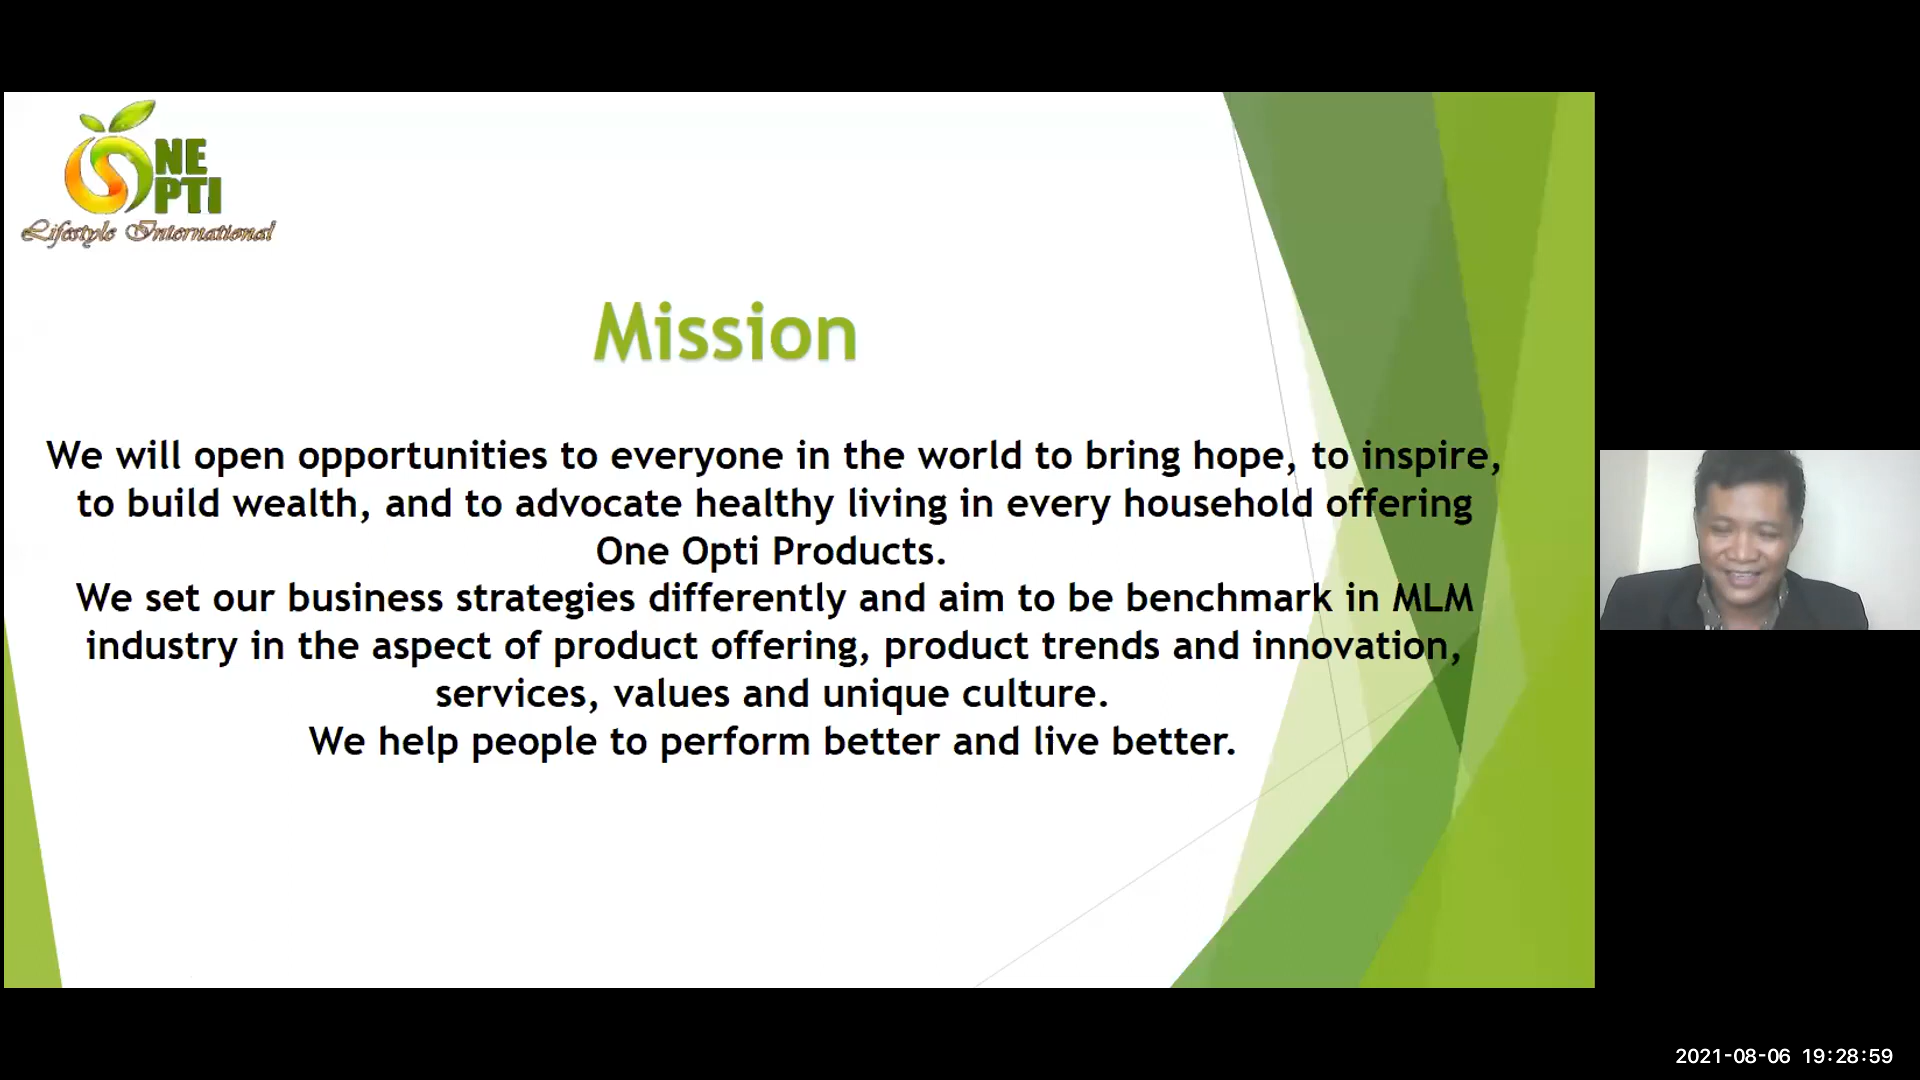 ONE
OPTI
Lifestyle International
Mission
We will open opportunities to everyone in the world to bring hope, to inspire,
to build wealth, and to advocate healthy living in every household offering
One Opti Products.
We set our business strategies differently and aim to be benchmark in MLM
industry in the aspect of product offering, product trends and innovation,
services, values and unique culture.
We help people to perform better and live better.
2021-08-06 19:28:59